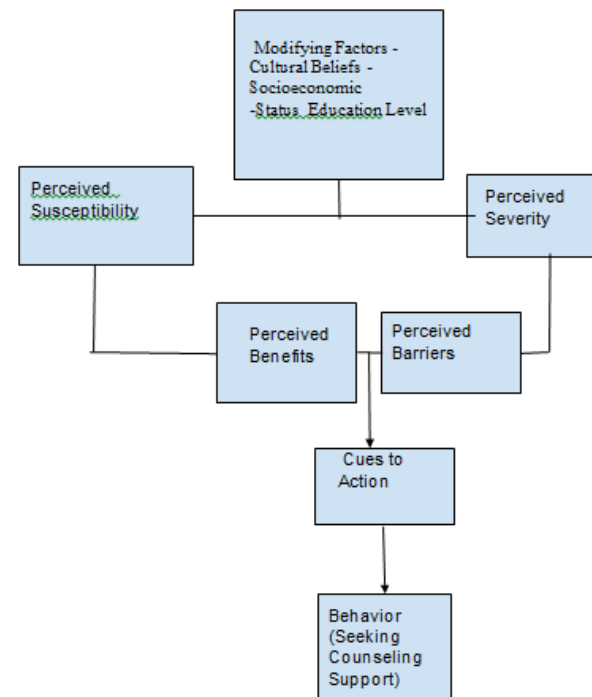 Modifying Factors -
Cultural Beliefs -
Socioeconomic
-Status Education Level
Perceived
Susceptibility
Perceived
Severity
Perceived
Benefits
Perceived
Barriers
Cues to
Action
Behavior
(Seeking
Counseling
Support)